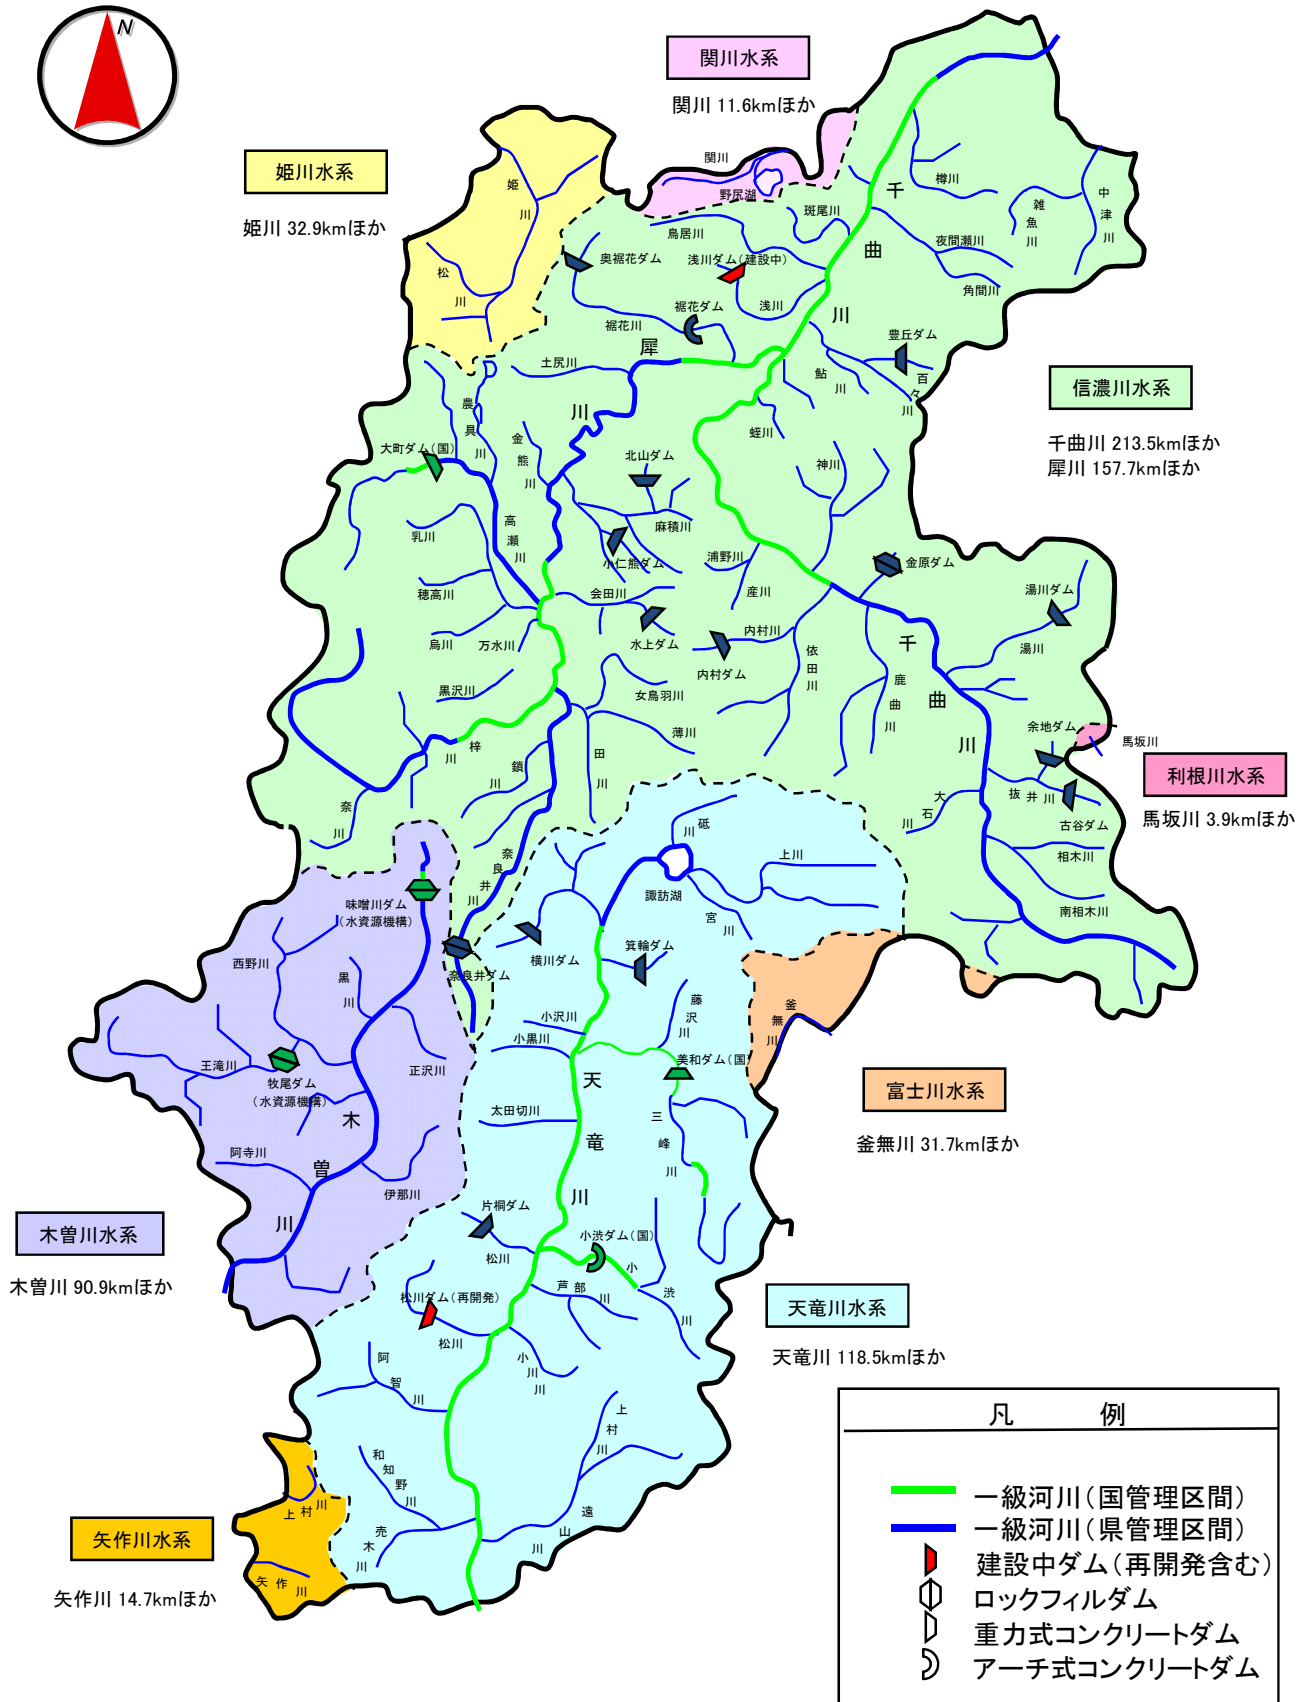 N
関川水系
関川 11.6kmほか
姫川水系
姫川 32.9kmほか
関川
野尻湖
姫川
松川
斑尾川
鳥居川
千曲川
樽川
雑魚川
中津川
夜間瀬川
角間川
奥裾花ダム
浅川ダム(建設中)
浅川
裾花ダム
裾花川
犀川
豊丘ダム
百々川
鮎川
土尻川
農具川
金熊川
蛭川
神川
信濃川水系
千曲川 213.5kmほか
犀川 157.7kmほか
大町ダム(国)
北山ダム
高瀬川
乳川
麻積川
小仁熊ダム
浦野川
金原ダム
穂高川
会田川
産川
湯川ダム
烏川
万水川
水上ダム
内村川
内村ダム
依田川
湯川
千曲川
鹿曲川
黒沢川
女鳥羽川
薄川
田川
梓川
鎖川
奈川
余地ダム
馬坂川
利根川水系
馬坂川 3.9kmほか
抜井川
大石川
古谷ダム
相木川
南相木川
奈良井川
砥川
上川
諏訪湖
宮川
味噌川ダム
(水資源機構)
西野川
黒川
奈良井ダム
横川ダム
箕輪ダム
藤沢川
釜無川
小沢川
小黒川
王滝川
牧尾ダム
(水資源機構)
正沢川
美和ダム(国)
天竜川
富士川水系
釜無川 31.7kmほか
太田切川
三峰川
木曽川
阿寺川
伊那川
木曽川水系
木曽川 90.9kmほか
片桐ダム
松川
小渋ダム(国)
小渋川
芦部川
松川ダム(再開発)
松川
小川川
天竜川水系
天竜川 118.5kmほか
阿智川
上村川
和知野川
売木川
遠山川
上村川
矢作川
矢作川水系
矢作川 14.7kmほか
凡 例
一級河川(国管理区間)
一級河川(県管理区間)
建設中ダム(再開発含む)
ロックフィルダム
重力式コンクリートダム
アーチ式コンクリートダム